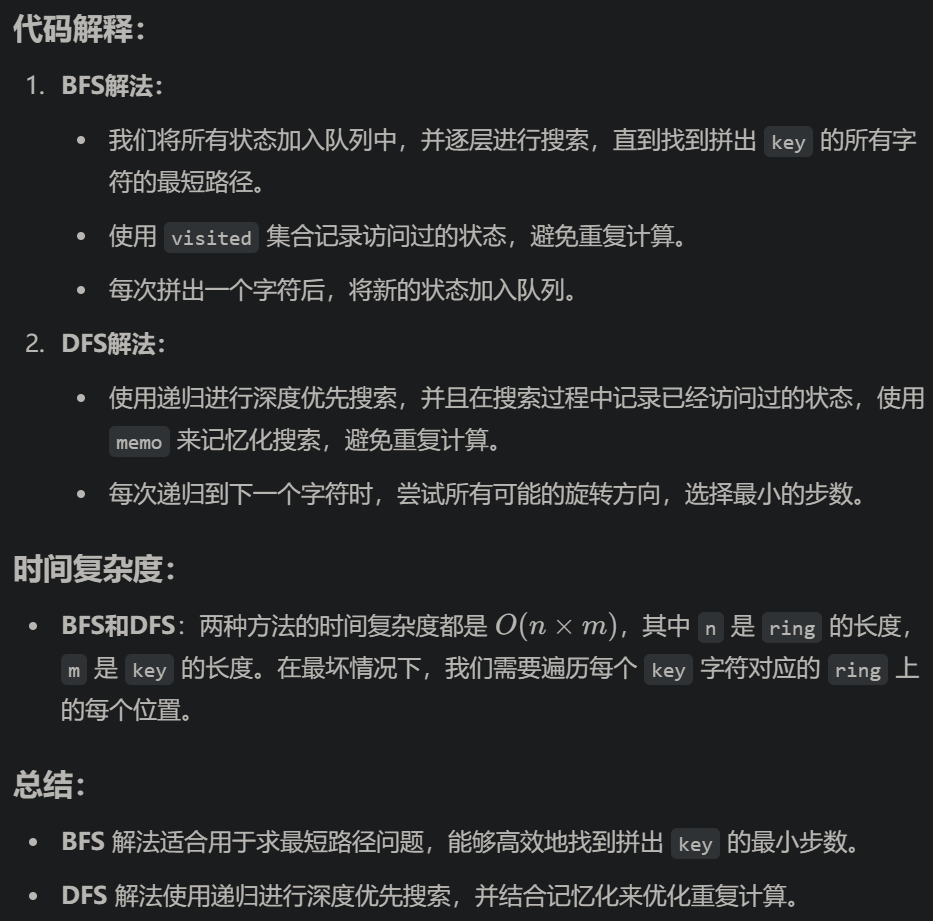 代码解释：
1. BFS解法：
• 我们将所有状态加入队列中，并逐层进行搜索，直到找到拼出 key 的所有字
符的最短路径。
• 使用 visited 集合记录访问过的状态，避免重复计算。
• 每次拼出一个字符后，将新的状态加入队列。
2. DFS解法：
• 使用递归进行深度优先搜索，并且在搜索过程中记录已经访问过的状态，使用
memo 来记忆化搜索，避免重复计算。
• 每次递归到下一个字符时，尝试所有可能的旋转方向，选择最小的步数。
时间复杂度：
• BFS和DFS：两种方法的时间复杂度都是 O(n × m)，其中 n 是 ring 的长度，
m 是 key 的长度。在最坏情况下，我们需要遍历每个 key 字符对应的 ring 上
的每个位置。
总结：
• BFS 解法适合用于求最短路径问题，能够高效地找到拼出 key 的最小步数。
• DFS 解法使用递归进行深度优先搜索，并结合记忆化来优化重复计算。